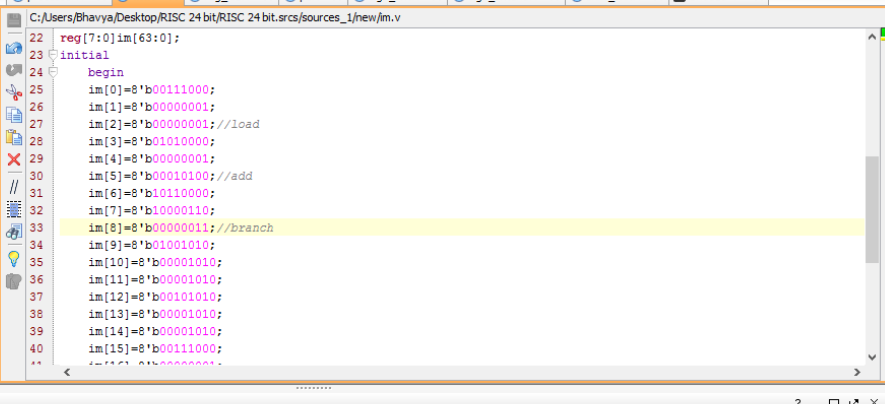 C:/Users/Bhavya/Desktop/RISC 24 bit/RISC 24 bit.srcs/sources_1/new/im.v
22 reg[7:0]im[63:0];
23 initial
24 begin
25 im[0]=8'b00111000;
26 im[1]=8'b00000001;
27 im[2]=8'b00000001;//load
28 im[3]=8'b01010000;
29 im[4]=8'b00000001;
30 im[5]=8'b00010100;//add
31 im[6]=8'b10110000;
32 im[7]=8'b10000110;
33 im[8]=8'b00000011;//branch
34 im[9]=8'b01001010;
35 im[10]=8'b00001010;
36 im[11]=8'b00001010;
37 im[12]=8'b00101010;
38 im[13]=8'b00001010;
39 im[14]=8'b00001010;
40 im[15]=8'b00111000;